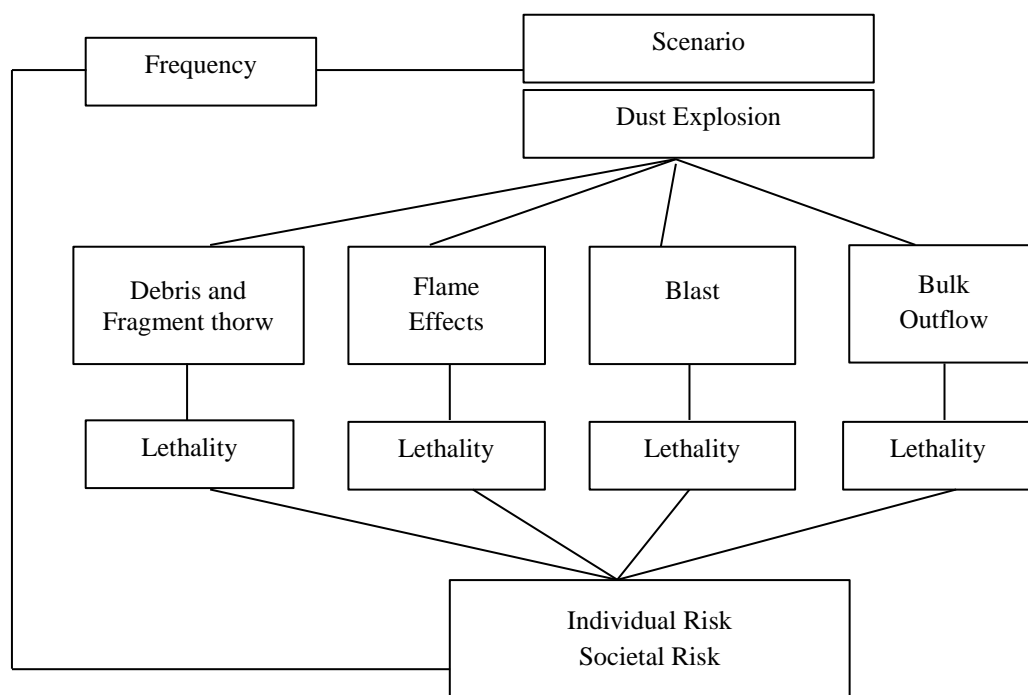 Scenario
Frequency
Dust Explosion
Debris and
Fragment thorw
Flame
Effects
Blast
Bulk
Outflow
Lethality
Lethality
Lethality
Lethality
Individual Risk
Societal Risk